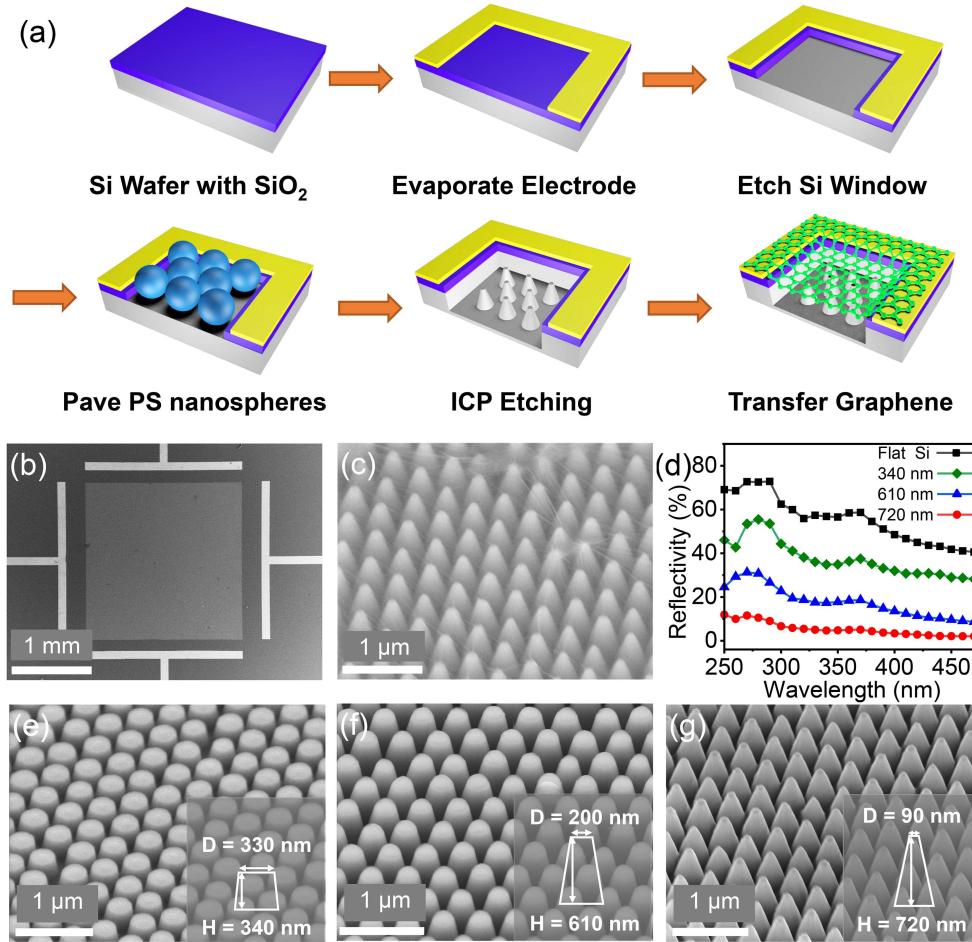 (a)
Si Wafer with SiO₂
Evaporate Electrode
Etch Si Window
Pave PS nanospheres
ICP Etching
Transfer Graphene
(b)
1 mm
(c)
1 μm
(d)
Flat Si
340 nm
610 nm
720 nm
Reflectivity (%)
80
60
40
20
0
250
300
350
400
450
Wavelength (nm)
(e)
D = 330 nm
H = 340 nm
1 μm
(f)
D = 200 nm
H = 610 nm
1 μm
(g)
D = 90 nm
H = 720 nm
1 μm